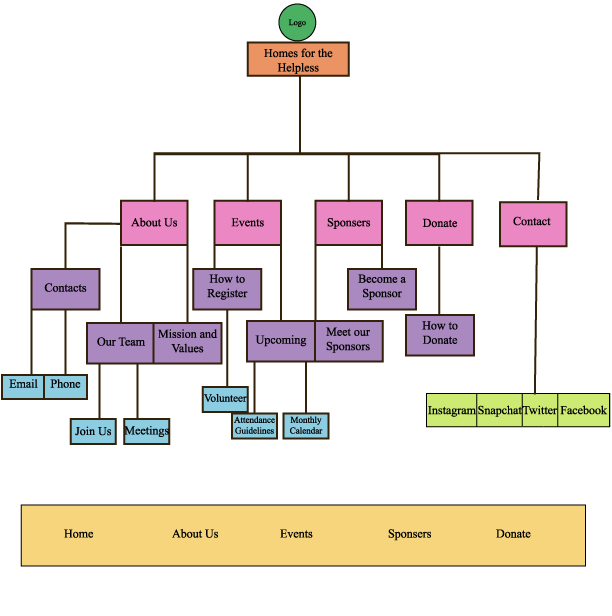 Logo
Homes for the
Helpless
About Us
Events
Sponsers
Donate
Contact
Contacts
How to
Register
Become a
Sponsor
Our Team
Mission and
Values
Upcoming
Meet our
Sponsors
How to
Donate
Email
Phone
Volunteer
Instagram
Snapchat
Twitter
Facebook
Join Us
Meetings
Attendance
Guidelines
Monthly
Calendar
Home
About Us
Events
Sponsers
Donate